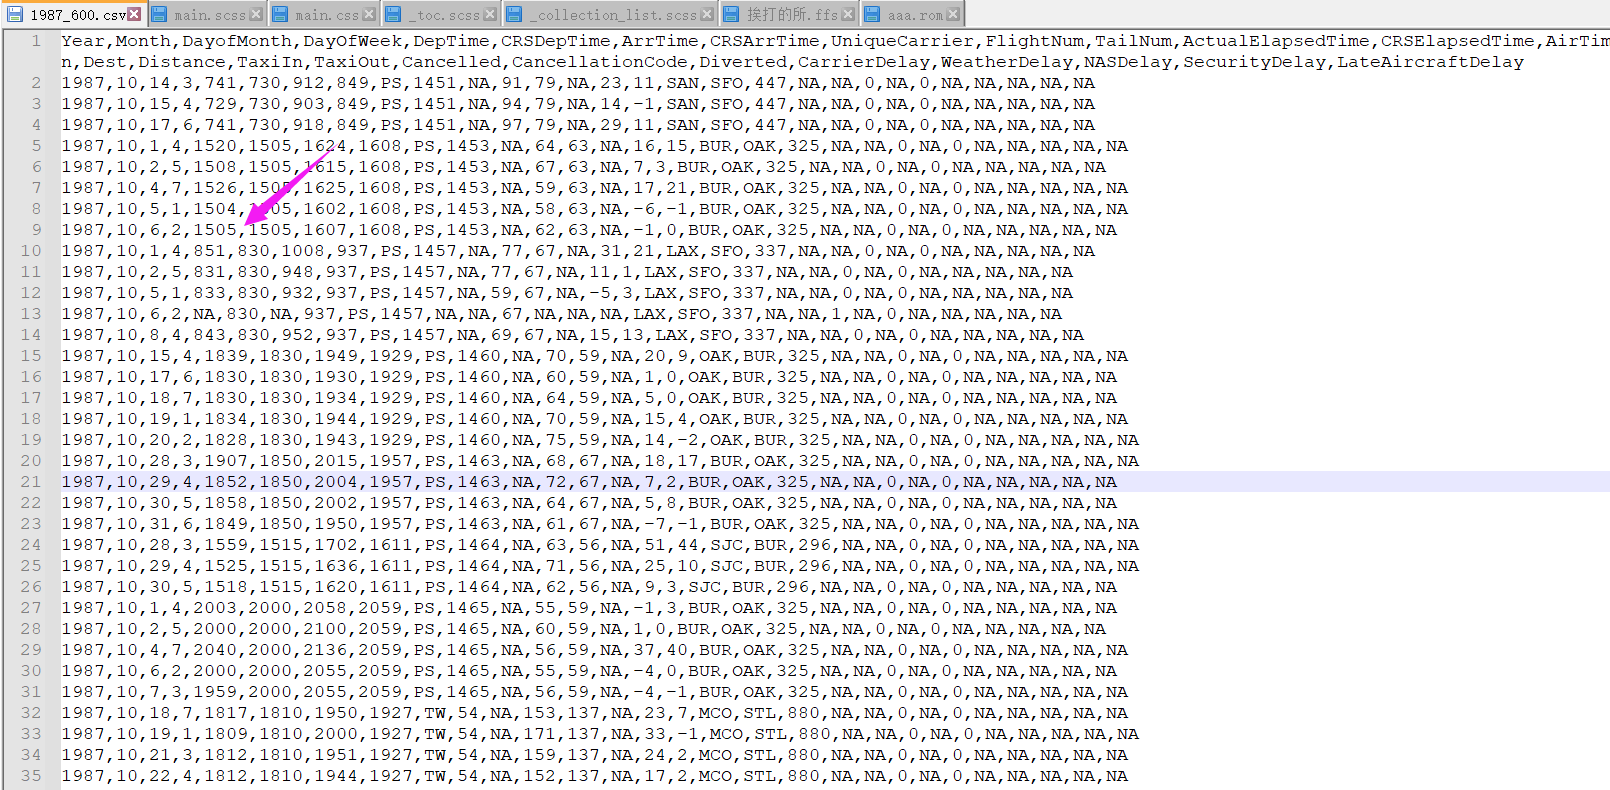 1987_600.csv main.scss main.css _toc.scss _collection_list.scss 挨打的所.ffs aaa.rom
1 Year,Month,DayofMonth,DayOfWeek,DepTime,CRSDepTime,ArrTime,CRSArrTime,UniqueCarrier,FlightNum,TailNum,ActualElapsedTime,CRSElapsedTime,AirTim
n,Dest,Distance,TaxiIn,TaxiOut,Cancelled,CancellationCode,Diverted,CarrierDelay,WeatherDelay,NASDelay,SecurityDelay,LateAircraftDelay
2 1987,10,14,3,741,730,912,849,PS,1451,NA,91,79,NA,23,11,SAN,SFO,447,NA,NA,0,NA,0,NA,NA,NA,NA,NA
3 1987,10,15,4,729,730,903,849,PS,1451,NA,94,79,NA,14,-1,SAN,SFO,447,NA,NA,0,NA,0,NA,NA,NA,NA,NA
4 1987,10,17,6,741,730,918,849,PS,1451,NA,97,79,NA,29,11,SAN,SFO,447,NA,NA,0,NA,0,NA,NA,NA,NA,NA
5 1987,10,1,4,1520,1505,1624,1608,PS,1453,NA,64,63,NA,16,15,BUR,OAK,325,NA,NA,0,NA,0,NA,NA,NA,NA,NA
6 1987,10,2,5,1508,1505,1615,1608,PS,1453,NA,67,63,NA,7,3,BUR,OAK,325,NA,NA,0,NA,0,NA,NA,NA,NA,NA
7 1987,10,4,7,1526,1505,1625,1608,PS,1453,NA,59,63,NA,17,21,BUR,OAK,325,NA,NA,0,NA,0,NA,NA,NA,NA,NA
8 1987,10,5,1,1504,1505,1602,1608,PS,1453,NA,58,63,NA,-6,-1,BUR,OAK,325,NA,NA,0,NA,0,NA,NA,NA,NA,NA
9 1987,10,6,2,1505,1505,1607,1608,PS,1453,NA,62,63,NA,-1,0,BUR,OAK,325,NA,NA,0,NA,0,NA,NA,NA,NA,NA
10 1987,10,1,4,851,830,1008,937,PS,1457,NA,77,67,NA,31,21,LAX,SFO,337,NA,NA,0,NA,0,NA,NA,NA,NA,NA
11 1987,10,2,5,831,830,948,937,PS,1457,NA,77,67,NA,11,1,LAX,SFO,337,NA,NA,0,NA,0,NA,NA,NA,NA,NA
12 1987,10,5,1,833,830,932,937,PS,1457,NA,59,67,NA,-5,3,LAX,SFO,337,NA,NA,0,NA,0,NA,NA,NA,NA,NA
13 1987,10,6,2,NA,830,NA,937,PS,1457,NA,NA,67,NA,NA,NA,LAX,SFO,337,NA,NA,1,NA,0,NA,NA,NA,NA,NA
14 1987,10,8,4,843,830,952,937,PS,1457,NA,69,67,NA,15,13,LAX,SFO,337,NA,NA,0,NA,0,NA,NA,NA,NA,NA
15 1987,10,15,4,1839,1830,1949,1929,PS,1460,NA,70,59,NA,20,9,OAK,BUR,325,NA,NA,0,NA,0,NA,NA,NA,NA,NA
16 1987,10,17,6,1830,1830,1930,1929,PS,1460,NA,60,59,NA,1,0,OAK,BUR,325,NA,NA,0,NA,0,NA,NA,NA,NA,NA
17 1987,10,18,7,1830,1830,1934,1929,PS,1460,NA,64,59,NA,5,0,OAK,BUR,325,NA,NA,0,NA,0,NA,NA,NA,NA,NA
18 1987,10,19,1,1834,1830,1944,1929,PS,1460,NA,70,59,NA,15,4,OAK,BUR,325,NA,NA,0,NA,0,NA,NA,NA,NA,NA
19 1987,10,20,2,1828,1830,1943,1929,PS,1460,NA,75,59,NA,14,-2,OAK,BUR,325,NA,NA,0,NA,0,NA,NA,NA,NA,NA
20 1987,10,28,3,1907,1850,2015,1957,PS,1463,NA,68,67,NA,18,17,BUR,OAK,325,NA,NA,0,NA,0,NA,NA,NA,NA,NA
21 1987,10,29,4,1852,1850,2004,1957,PS,1463,NA,72,67,NA,7,2,BUR,OAK,325,NA,NA,0,NA,0,NA,NA,NA,NA,NA
22 1987,10,30,5,1858,1850,2002,1957,PS,1463,NA,64,67,NA,5,8,BUR,OAK,325,NA,NA,0,NA,0,NA,NA,NA,NA,NA
23 1987,10,31,6,1849,1850,1950,1957,PS,1463,NA,61,67,NA,-7,-1,BUR,OAK,325,NA,NA,0,NA,0,NA,NA,NA,NA,NA
24 1987,10,28,3,1559,1515,1702,1611,PS,1464,NA,63,56,NA,51,44,SJC,BUR,296,NA,NA,0,NA,0,NA,NA,NA,NA,NA
25 1987,10,29,4,1525,1515,1636,1611,PS,1464,NA,71,56,NA,25,10,SJC,BUR,296,NA,NA,0,NA,0,NA,NA,NA,NA,NA
26 1987,10,30,5,1518,1515,1620,1611,PS,1464,NA,62,56,NA,9,3,SJC,BUR,296,NA,NA,0,NA,0,NA,NA,NA,NA,NA
27 1987,10,1,4,2003,2000,2058,2059,PS,1465,NA,55,59,NA,-1,3,BUR,OAK,325,NA,NA,0,NA,0,NA,NA,NA,NA,NA
28 1987,10,2,5,2000,2000,2100,2059,PS,1465,NA,60,59,NA,1,0,BUR,OAK,325,NA,NA,0,NA,0,NA,NA,NA,NA,NA
29 1987,10,4,7,2040,2000,2136,2059,PS,1465,NA,56,59,NA,37,40,BUR,OAK,325,NA,NA,0,NA,0,NA,NA,NA,NA,NA
30 1987,10,6,2,2000,2000,2055,2059,PS,1465,NA,55,59,NA,-4,0,BUR,OAK,325,NA,NA,0,NA,0,NA,NA,NA,NA,NA
31 1987,10,7,3,1959,2000,2055,2059,PS,1465,NA,56,59,NA,-4,-1,BUR,OAK,325,NA,NA,0,NA,0,NA,NA,NA,NA,NA
32 1987,10,18,7,1817,1810,1950,1927,TW,54,NA,153,137,NA,23,7,MCO,STL,880,NA,NA,0,NA,0,NA,NA,NA,NA,NA
33 1987,10,19,1,1809,1810,2000,1927,TW,54,NA,171,137,NA,33,-1,MCO,STL,880,NA,NA,0,NA,0,NA,NA,NA,NA,NA
34 1987,10,21,3,1812,1810,1951,1927,TW,54,NA,159,137,NA,24,2,MCO,STL,880,NA,NA,0,NA,0,NA,NA,NA,NA,NA
35 1987,10,22,4,1812,1810,1944,1927,TW,54,NA,152,137,NA,17,2,MCO,STL,880,NA,NA,0,NA,0,NA,NA,NA,NA,NA